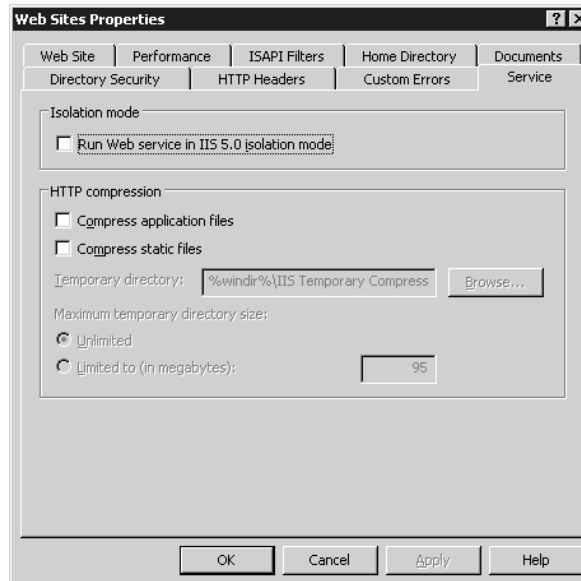 Web Sites Properties
Web Site Performance ISAPI Filters Home Directory Documents
Directory Security HTTP Headers Custom Errors Service
Isolation mode
Run Web service in IIS 5.0 isolation mode
HTTP compression
Compress application files
Compress static files
Temporary directory: %windir%\IIS Temporary Compress Browse...
Maximum temporary directory size:
Unlimited
Limited to (in megabytes): 95
OK Cancel Apply Help